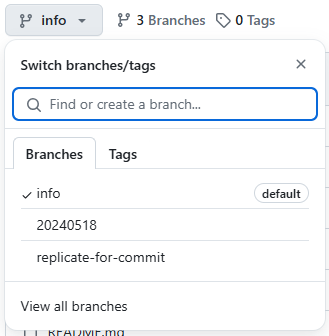 info 3 Branches 0 Tags
Switch branches/tags
Find or create a branch...
Branches Tags
info default
20240518
replicate-for-commit
View all branches
README.md